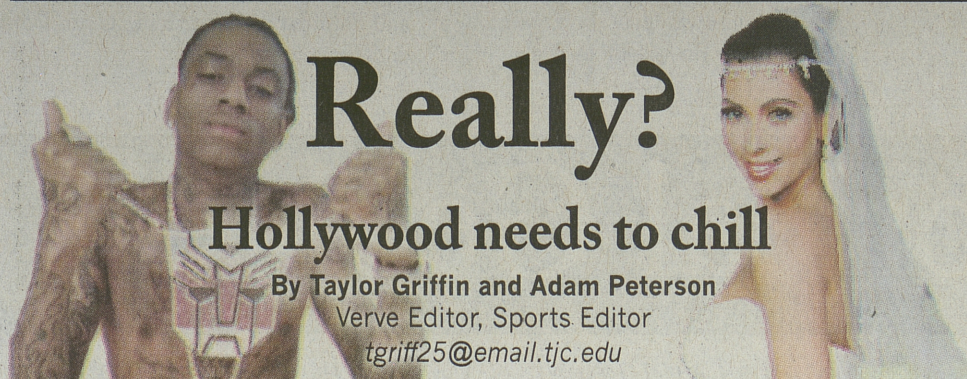 Really?
Hollywood needs to chill
By Taylor Griffin and Adam Peterson
Verve Editor, Sports Editor
tgriff25@email.tjc.edu